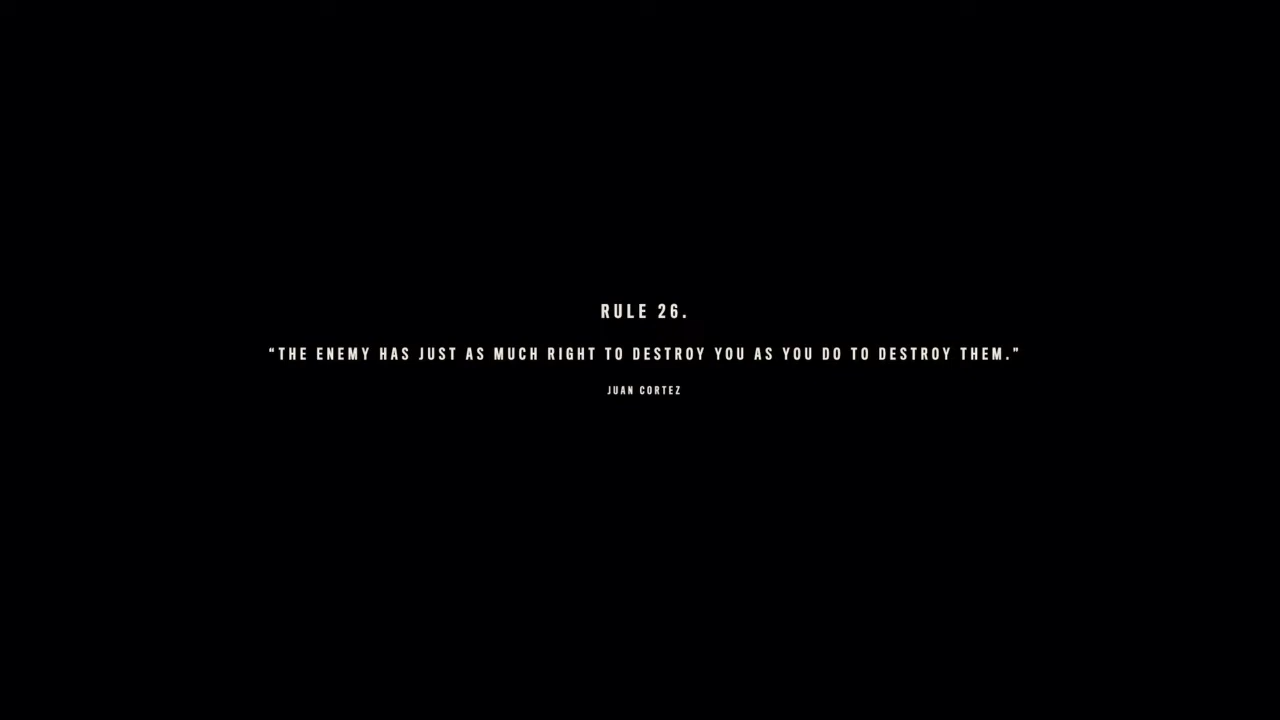 RULE 26.
“THE ENEMY HAS JUST AS MUCH RIGHT TO DESTROY YOU AS YOU DO TO DESTROY THEM.”
JUAN CORTEZ